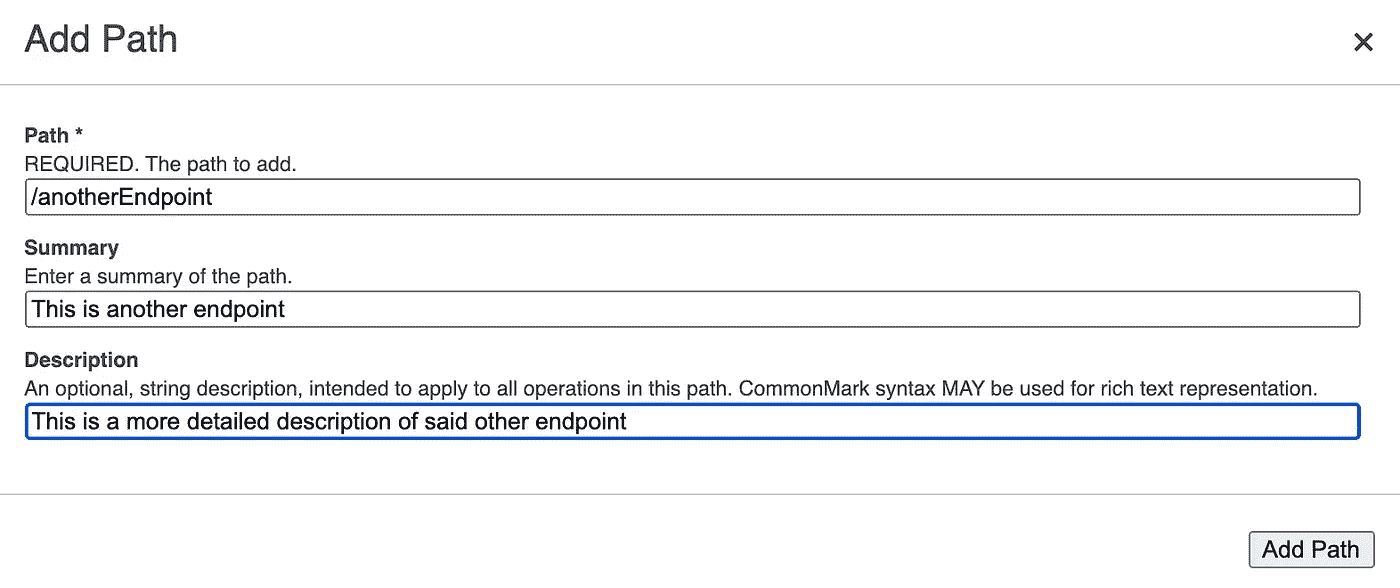 Add Path
×
Path *
REQUIRED. The path to add.
/anotherEndpoint
Summary
Enter a summary of the path.
This is another endpoint
Description
An optional, string description, intended to apply to all operations in this path. CommonMark syntax MAY be used for rich text representation.
This is a more detailed description of said other endpoint
Add Path